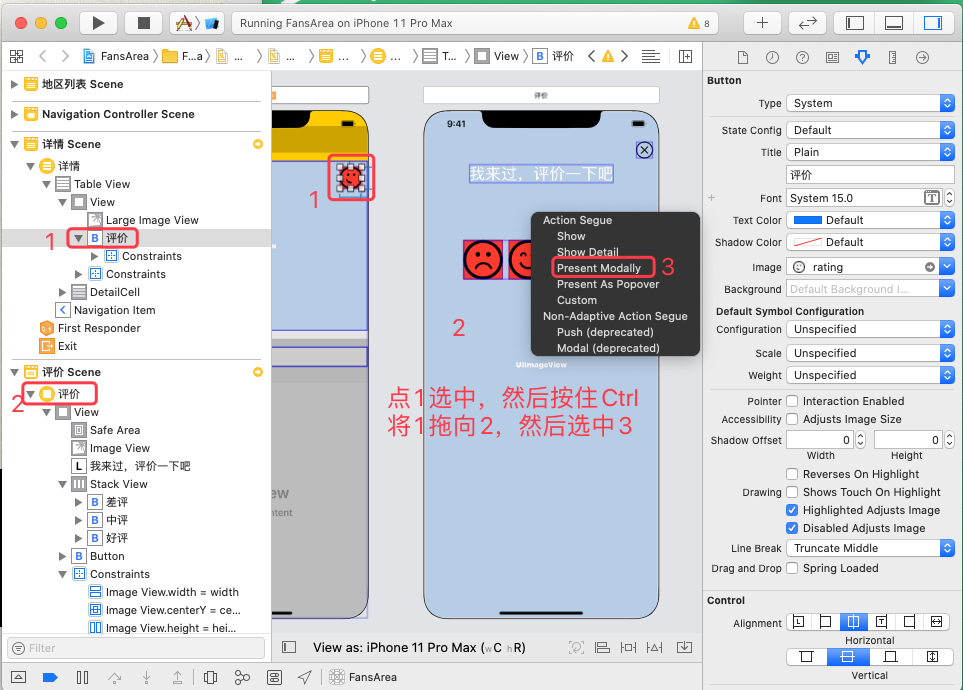 Running FansArea on iPhone 11 Pro Max
8
FansArea
F...a
...
...
...
...
T...
View
B
评价
地区列表 Scene
Navigation Controller Scene
详情 Scene
详情
Table View
View
Large Image View
1
B
评价
Constraints
Constraints
DetailCell
Navigation Item
First Responder
Exit
评价 Scene
2
评价
View
Safe Area
Image View
L
我来过，评价一下吧
Stack View
B
差评
B
中评
B
好评
B
Button
Constraints
Image View.width = width
Image View.centerY = ce...
Image View.height = hei...
Filter
1
评价
9:41
我来过，评价一下吧
Action Segue
Show
Show Detail
Present Modally
3
Present As Popover
Custom
Non-Adaptive Action Segue
Push (deprecated)
Modal (deprecated)
2
UIImageView
点1选中，然后按住Ctrl
将1拖向2，然后选中3
View as: iPhone 11 Pro Max (wC hR)
FansArea
Button
Type
System
State Config
Default
Title
Plain
评价
Font
System 15.0
T
Text Color
Default
Shadow Color
Default
Image
rating
Background
Default Background I...
Default Symbol Configuration
Configuration
Unspecified
Scale
Unspecified
Weight
Unspecified
Pointer
Interaction Enabled
Accessibility
Adjusts Image Size
Shadow Offset
0
0
Width
Height
Reverses On Highlight
Drawing
Shows Touch On Highlight
Highlighted Adjusts Image
Disabled Adjusts Image
Line Break
Truncate Middle
Drag and Drop
Spring Loaded
Control
Alignment
Horizontal
Vertical